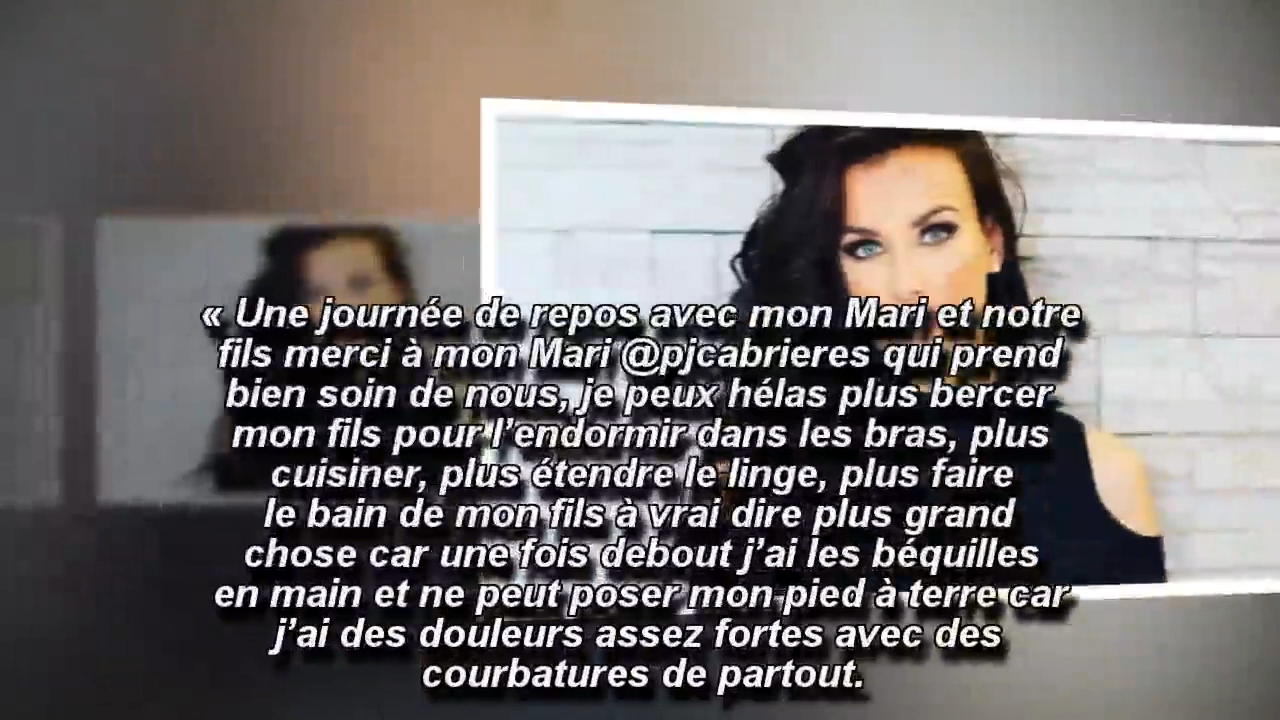 « Une journée de repos avec mon Mari et notre
fils merci à mon Mari @pjcabrieres qui prend
bien soin de nous, je peux hélas plus bercer
mon fils pour l’endormir dans les bras, plus
cuisiner, plus étendre le linge, plus faire
le bain de mon fils à vrai dire plus grand
chose car une fois debout j’ai les béquilles
en main et ne peut poser mon pied à terre car
j’ai des douleurs assez fortes avec des
courbatures de partout.